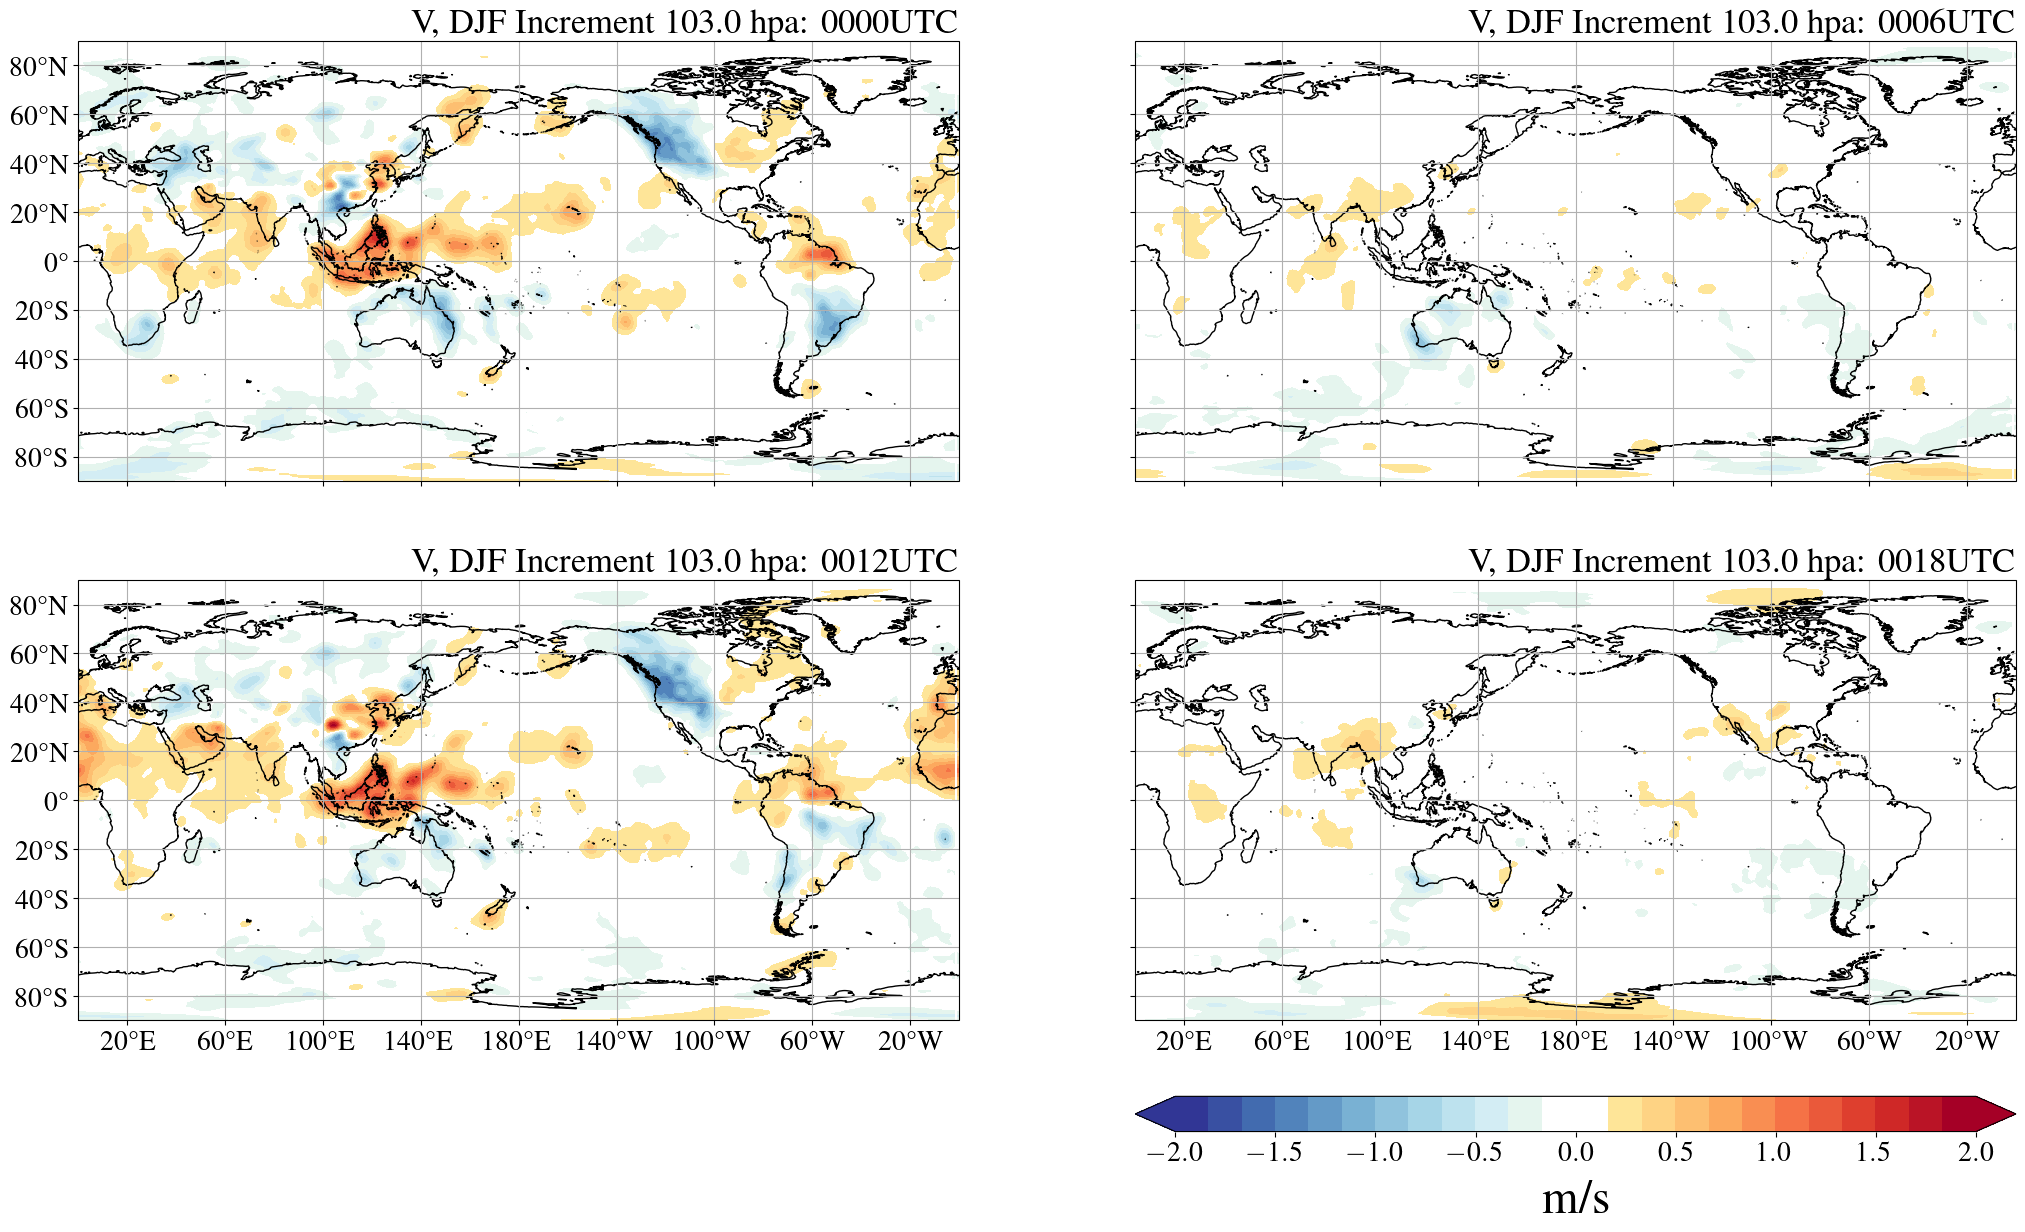 V, DJF Increment 103.0 hpa: 0000UTC
V, DJF Increment 103.0 hpa: 0006UTC
80°N
60°N
40°N
20°N
0°
20°S
40°S
60°S
80°S
V, DJF Increment 103.0 hpa: 0012UTC
V, DJF Increment 103.0 hpa: 0018UTC
80°N
60°N
40°N
20°N
0°
20°S
40°S
60°S
80°S
20°E 60°E 100°E 140°E 180°E 140°W 100°W 60°W 20°W
20°E 60°E 100°E 140°E 180°E 140°W 100°W 60°W 20°W
−2.0 −1.5 −1.0 −0.5 0.0 0.5 1.0 1.5 2.0
m/s